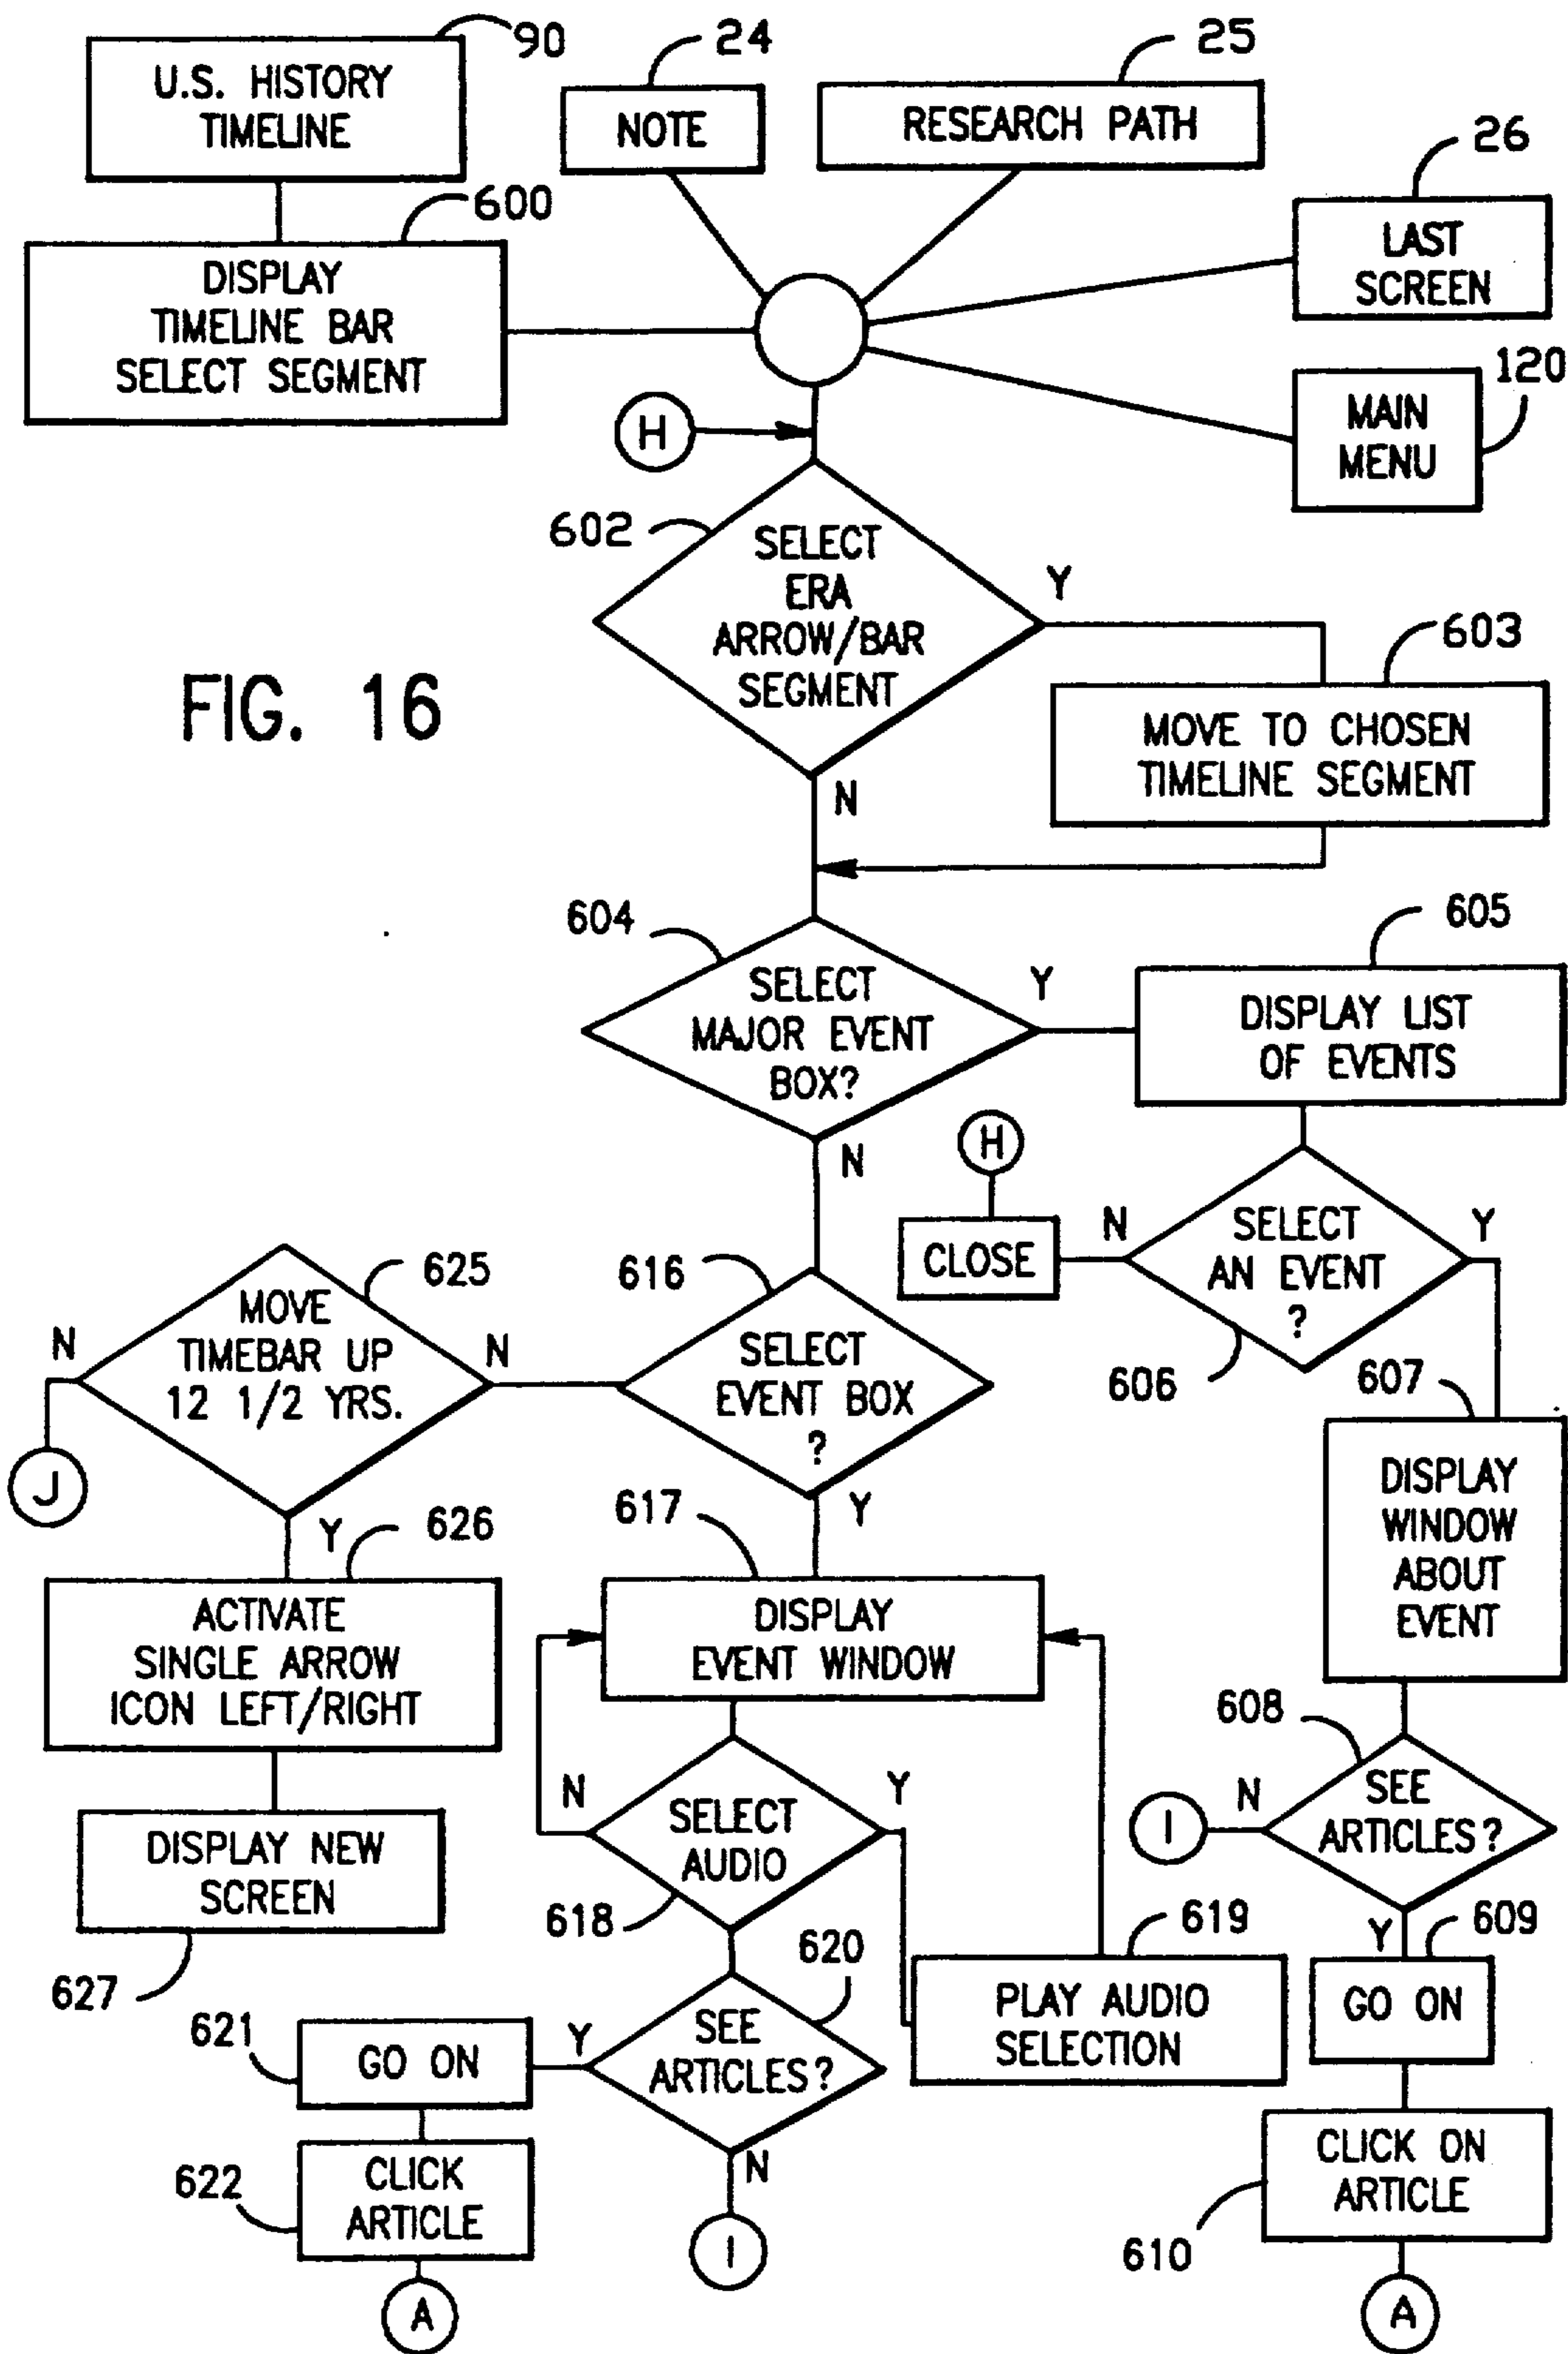 90
U.S. HISTORY
TIMELINE
24
NOTE
25
RESEARCH PATH
26
LAST
SCREEN
600
DISPLAY
TIMELINE BAR
SELECT SEGMENT
120
MAIN
MENU
H
602
SELECT
ERA
ARROW/BAR
SEGMENT
Y
N
603
MOVE TO CHOSEN
TIMELINE SEGMENT
FIG. 16
604
SELECT
MAJOR EVENT
BOX?
Y
N
605
DISPLAY LIST
OF EVENTS
H
CLOSE
N
SELECT
AN EVENT
?
Y
606
607
DISPLAY
WINDOW
ABOUT
EVENT
625
MOVE
TIMEBAR UP
12 1/2 YRS.
N
N
J
Y
616
SELECT
EVENT BOX
?
Y
626
ACTIVATE
SINGLE ARROW
ICON LEFT/RIGHT
617
DISPLAY
EVENT WINDOW
608
SEE
ARTICLES?
N
I
Y
DISPLAY NEW
SCREEN
627
N
SELECT
AUDIO
Y
618
619
PLAY AUDIO
SELECTION
609
GO ON
620
SEE
ARTICLES?
Y
N
621
GO ON
622
CLICK
ARTICLE
A
I
CLICK ON
ARTICLE
610
A